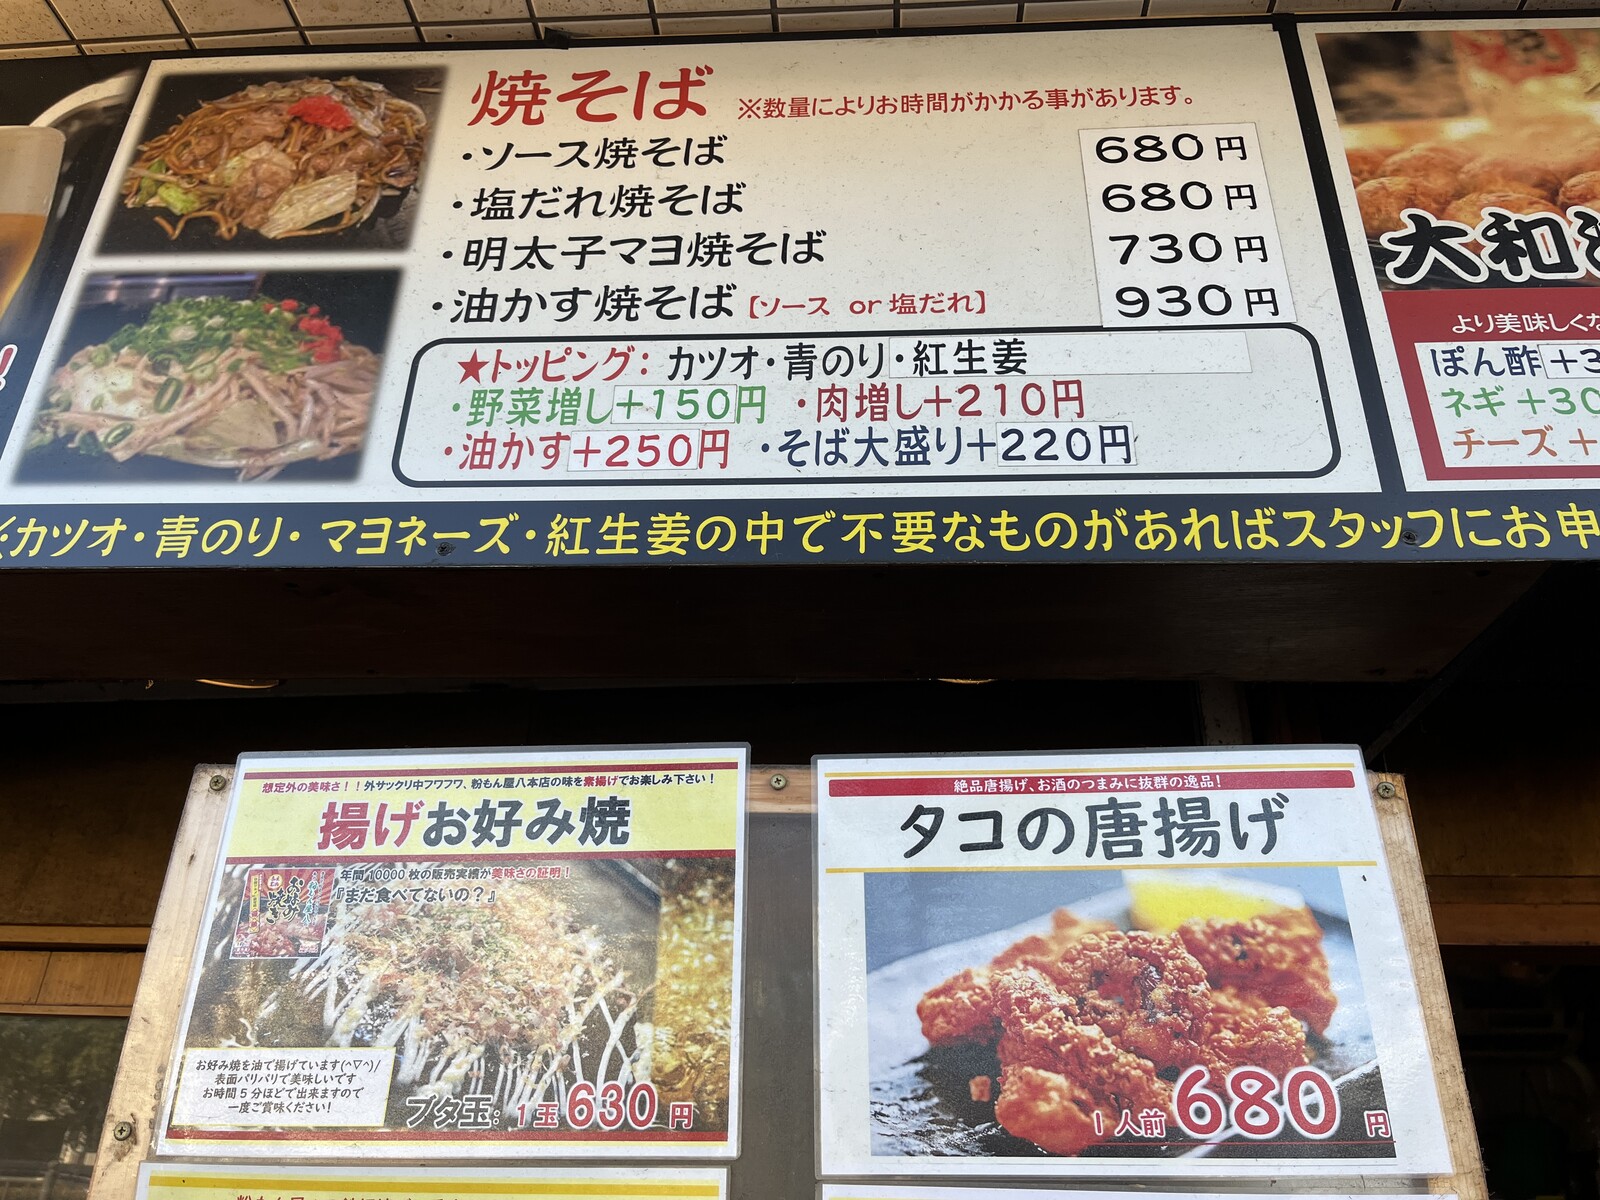 焼そば ※数量によりお時間がかかる事があります。
・ソース焼そば 680円
・塩だれ焼そば 680円
・明太子マヨ焼そば 730円
・油かす焼そば【ソース or 塩だれ】 930円
★トッピング：カツオ・青のり・紅生姜
・野菜増し+150円 ・肉増し+210円
・油かす+250円 ・そば大盛り+220円
大和
より美味しくな
ぽん酢+3
ネギ+30
チーズ+
※カツオ・青のり・マヨネーズ・紅生姜の中で不要なものがあればスタッフにお申
想定外の美味さ！！外サックリ中フワフワ、粉もん屋八本店の味を素揚げでお楽しみ下さい！
揚げお好み焼
年間10000枚の販売実績が美味さの証明！
『まだ食べてないの？』
お好み焼を油で揚げています(^▽^)/
表面パリパリで美味しいです
お時間5分ほどで出来ますので
一度ご賞味ください！
ブタ玉：1玉630円
絶品唐揚げ、お酒のつまみに抜群の逸品！
タコの唐揚げ
1人前680円